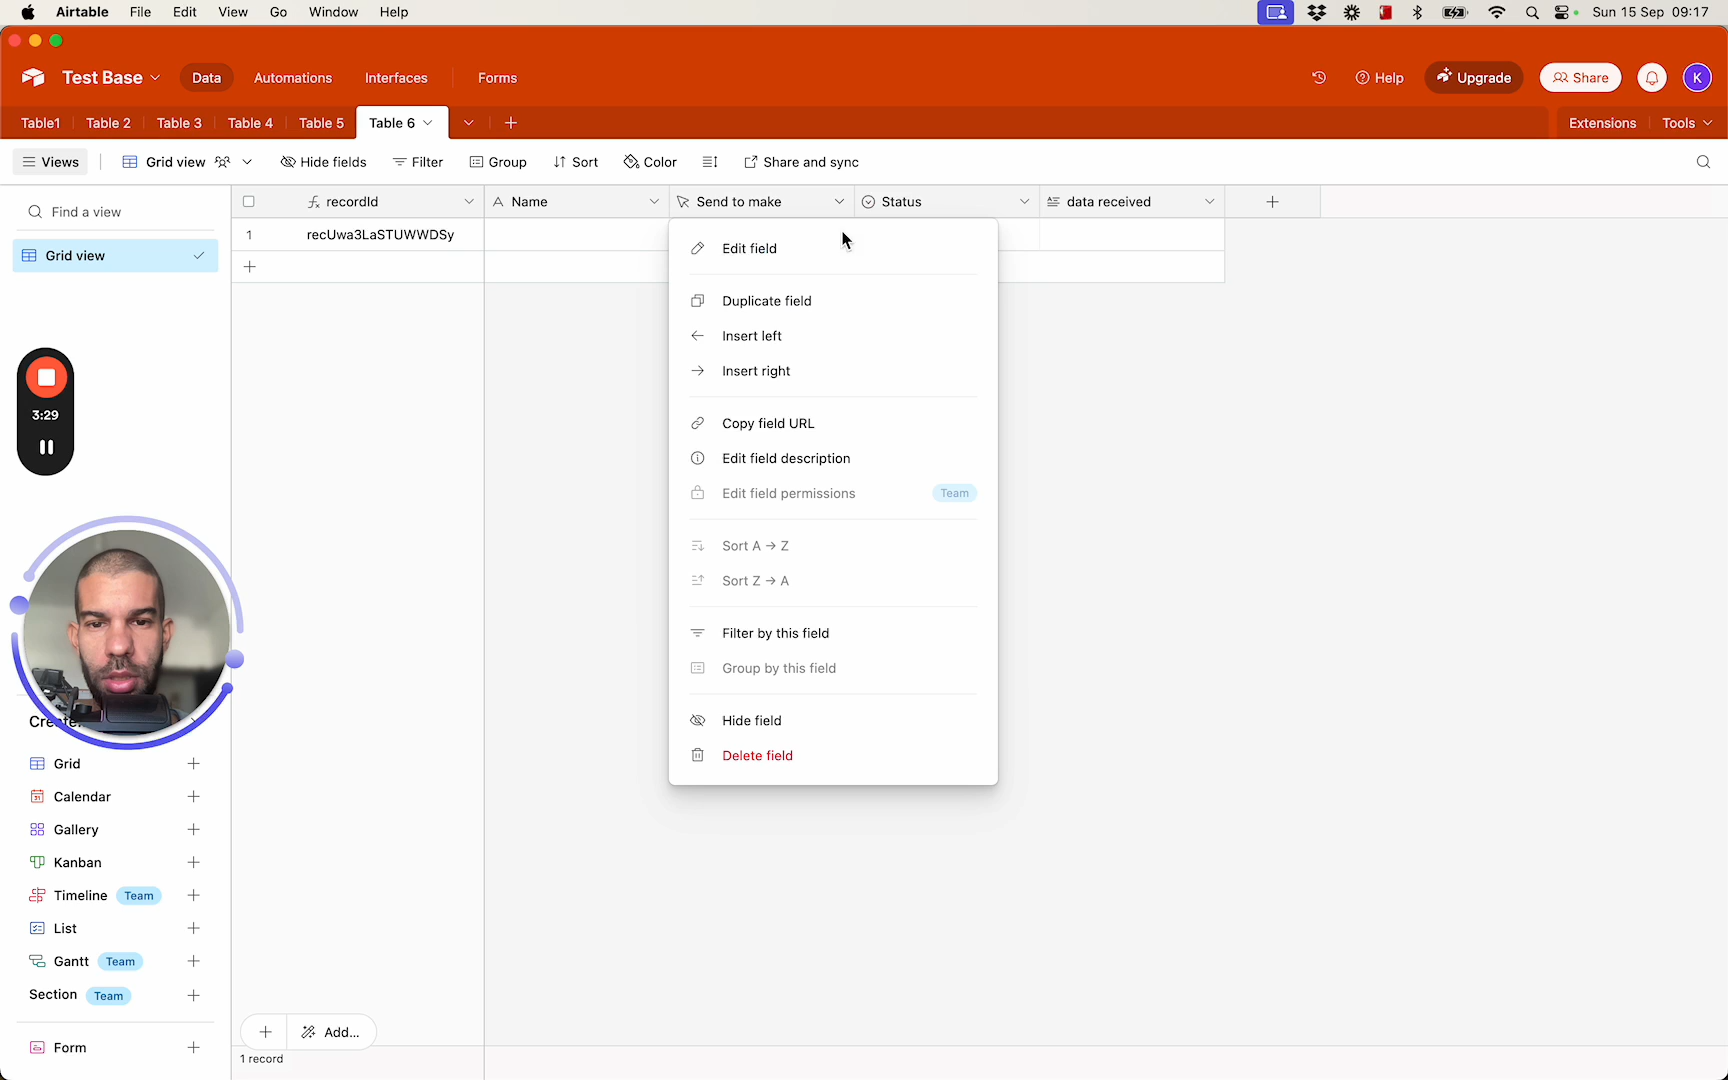 Airtable File Edit View Go Window Help Sun 15 Sep 09:17
Test Base Data Automations Interfaces Forms Help Upgrade Share K
Table1 Table 2 Table 3 Table 4 Table 5 Table 6 Extensions Tools
Views Grid view Hide fields Filter Group Sort Color Share and sync
Find a view
Grid view
recordId Name Send to make Status data received
1 recUwa3LaSTUWWDSy
Edit field
Duplicate field
Insert left
Insert right
Copy field URL
Edit field description
Edit field permissions Team
Sort A → Z
Sort Z → A
Filter by this field
Group by this field
Hide field
Delete field
3:29
Grid
Calendar
Gallery
Kanban
Timeline Team
List
Gantt Team
Section Team
Form
Add...
1 record